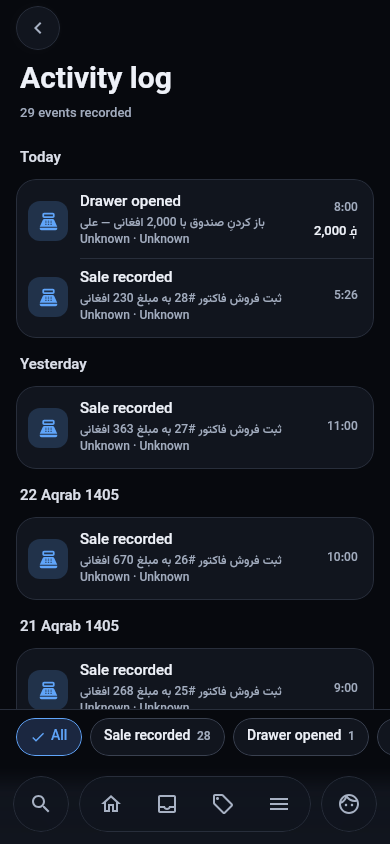 Activity log
29 events recorded
Today
Drawer opened
8:00
باز کردن صندوق با 2,000 افغانی — علی
2,000 ؋
Unknown · Unknown
Sale recorded
5:26
ثبت فروش فاکتور #28 به مبلغ 230 افغانی
Unknown · Unknown
Yesterday
Sale recorded
11:00
ثبت فروش فاکتور #27 به مبلغ 363 افغانی
Unknown · Unknown
22 Aqrab 1405
Sale recorded
10:00
ثبت فروش فاکتور #26 به مبلغ 670 افغانی
Unknown · Unknown
21 Aqrab 1405
Sale recorded
9:00
ثبت فروش فاکتور #25 به مبلغ 268 افغانی
Unknown · Unknown
All
Sale recorded 28
Drawer opened 1